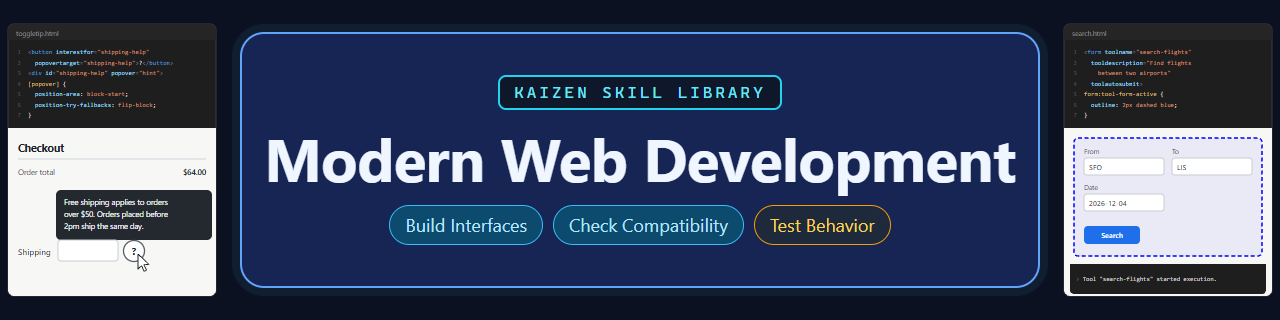 toggletip.html
1 <button interestfor="shipping-help"
2 popovertarget="shipping-help">?</button>
3 <div id="shipping-help" popover="hint">
4 [popover] {
5 position-area: block-start;
6 position-try-fallbacks: flip-block;
7 }
Checkout
Order total $64.00
Free shipping applies to orders
over $50. Orders placed before
2pm ship the same day.
Shipping ?
KAIZEN SKILL LIBRARY
Modern Web Development
Build Interfaces Check Compatibility Test Behavior
search.html
1 <form toolname="search-flights"
2 tooldescription="Find flights
3 between two airports"
4 toolautosubmit>
5 form:tool-form-active {
6 outline: 2px dashed blue;
7 }
From To
SFO LIS
Date
2026-12-04
Search
› Tool "search-flights" started execution.